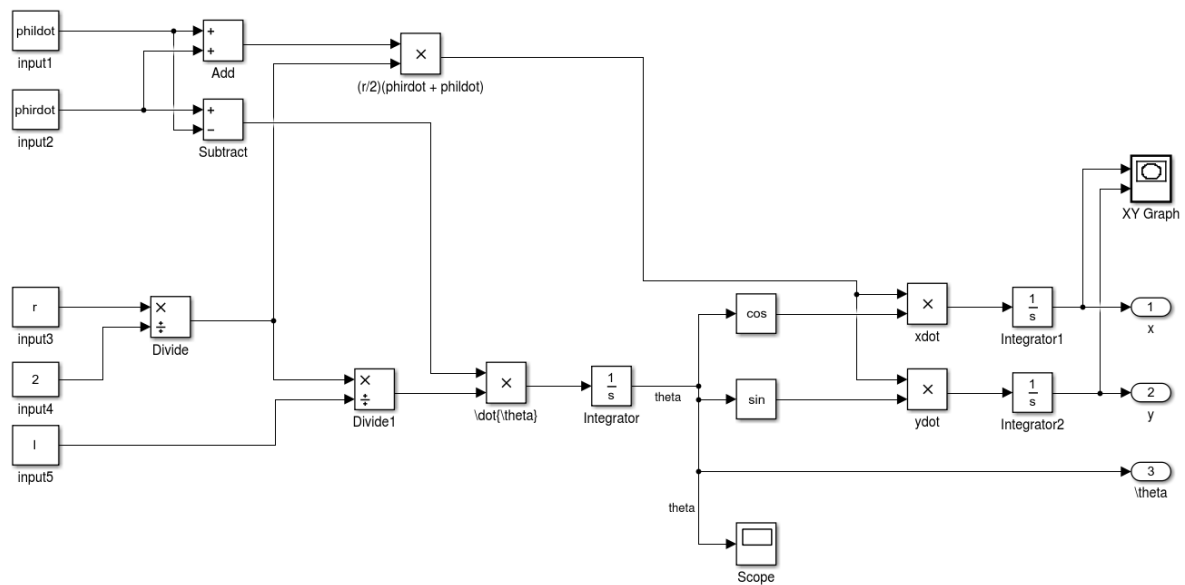 phildot
input1
+
+
Add
×
(r/2)(phirdot + phildot)
phirdot
input2
+
−
Subtract
XY Graph
r
input3
×
÷
Divide
2
input4
l
input5
×
÷
Divide1
×
\dot{\theta}
1
s
Integrator
theta
cos
sin
×
xdot
1
s
Integrator1
1
x
×
ydot
1
s
Integrator2
2
y
3
\theta
theta
Scope